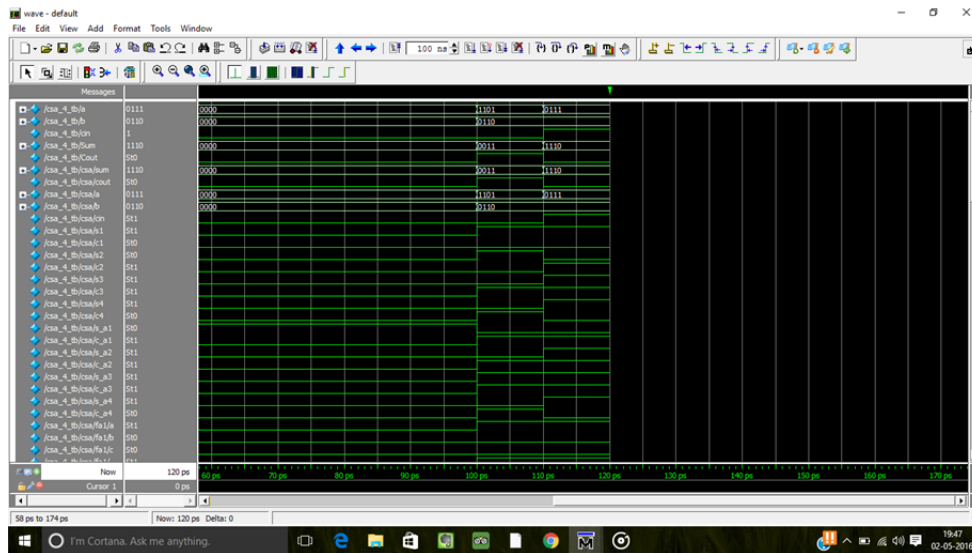 wave - default
File Edit View Add Format Tools Window
100 ns
Messages
/csa_4_tb/a 0111 0000 1101 0111
/csa_4_tb/b 0110 0000 0110
/csa_4_tb/cin 1
/csa_4_tb/Sum 1110 0000 0011 1110
/csa_4_tb/Cout St0
/csa_4_tb/csa/sum 1110 0000 0011 1110
/csa_4_tb/csa/cout St0
/csa_4_tb/csa/a 0111 0000 1101 0111
/csa_4_tb/csa/b 0110 0000 0110
/csa_4_tb/csa/cin St1
/csa_4_tb/csa/s1 St1
/csa_4_tb/csa/c1 St0
/csa_4_tb/csa/s2 St0
/csa_4_tb/csa/c2 St1
/csa_4_tb/csa/s3 St1
/csa_4_tb/csa/c3 St1
/csa_4_tb/csa/s4 St1
/csa_4_tb/csa/c4 St0
/csa_4_tb/csa/s_a1 St0
/csa_4_tb/csa/c_a1 St1
/csa_4_tb/csa/s_a2 St1
/csa_4_tb/csa/c_a2 St1
/csa_4_tb/csa/s_a3 St1
/csa_4_tb/csa/c_a3 St1
/csa_4_tb/csa/s_a4 St1
/csa_4_tb/csa/c_a4 St0
/csa_4_tb/csa/fa1/a St1
/csa_4_tb/csa/fa1/b St0
/csa_4_tb/csa/fa1/c St0
Now 120 ps 60 ps 70 ps 80 ps 90 ps 100 ps 110 ps 120 ps 130 ps 140 ps 150 ps 160 ps 170 ps
Cursor 1 0 ps
58 ps to 174 ps Now: 120 ps Delta: 0
I'm Cortana. Ask me anything.
19:47
02-05-2016